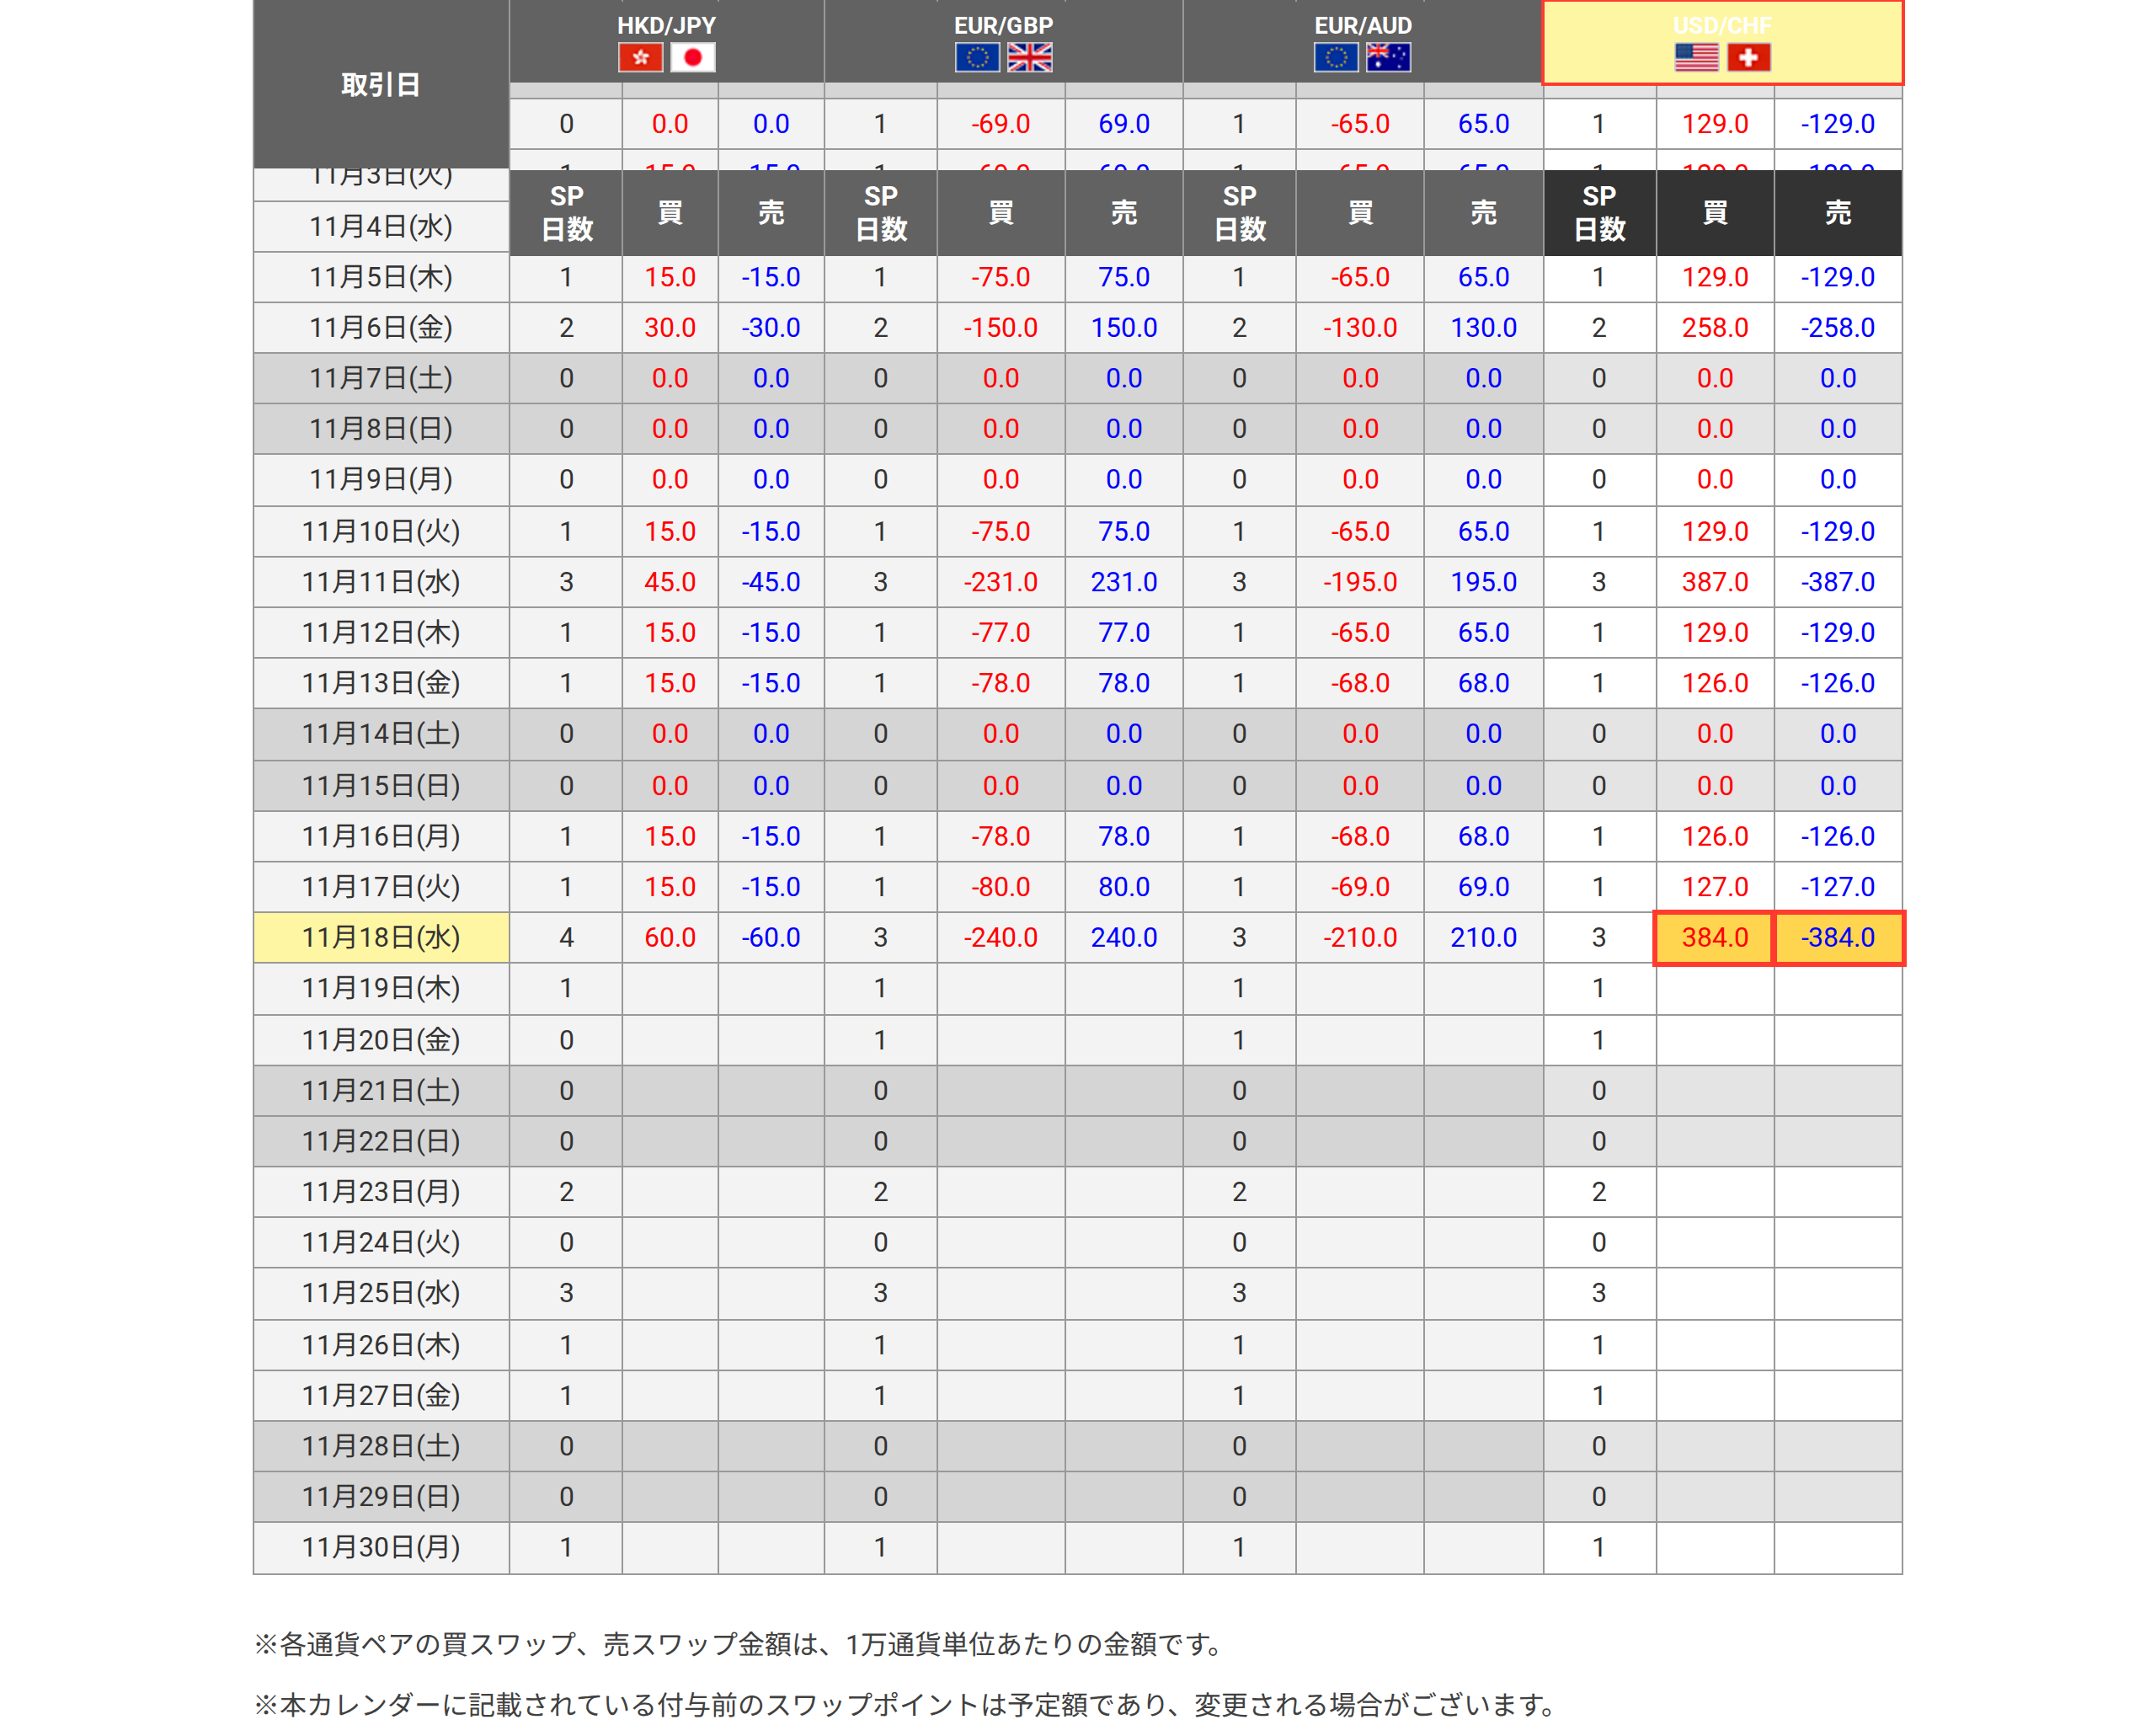 取引日 HKD/JPY EUR/GBP EUR/AUD USD/CHF
0 0.0 0.0 1 -69.0 69.0 1 -65.0 65.0 1 129.0 -129.0
11月3日(火)
SP日数 買 売 SP日数 買 売 SP日数 買 売 SP日数 買 売
11月4日(水)
11月5日(木) 1 15.0 -15.0 1 -75.0 75.0 1 -65.0 65.0 1 129.0 -129.0
11月6日(金) 2 30.0 -30.0 2 -150.0 150.0 2 -130.0 130.0 2 258.0 -258.0
11月7日(土) 0 0.0 0.0 0 0.0 0.0 0 0.0 0.0 0 0.0 0.0
11月8日(日) 0 0.0 0.0 0 0.0 0.0 0 0.0 0.0 0 0.0 0.0
11月9日(月) 0 0.0 0.0 0 0.0 0.0 0 0.0 0.0 0 0.0 0.0
11月10日(火) 1 15.0 -15.0 1 -75.0 75.0 1 -65.0 65.0 1 129.0 -129.0
11月11日(水) 3 45.0 -45.0 3 -231.0 231.0 3 -195.0 195.0 3 387.0 -387.0
11月12日(木) 1 15.0 -15.0 1 -77.0 77.0 1 -65.0 65.0 1 129.0 -129.0
11月13日(金) 1 15.0 -15.0 1 -78.0 78.0 1 -68.0 68.0 1 126.0 -126.0
11月14日(土) 0 0.0 0.0 0 0.0 0.0 0 0.0 0.0 0 0.0 0.0
11月15日(日) 0 0.0 0.0 0 0.0 0.0 0 0.0 0.0 0 0.0 0.0
11月16日(月) 1 15.0 -15.0 1 -78.0 78.0 1 -68.0 68.0 1 126.0 -126.0
11月17日(火) 1 15.0 -15.0 1 -80.0 80.0 1 -69.0 69.0 1 127.0 -127.0
11月18日(水) 4 60.0 -60.0 3 -240.0 240.0 3 -210.0 210.0 3 384.0 -384.0
11月19日(木) 1 1 1 1
11月20日(金) 0 1 1 1
11月21日(土) 0 0 0 0
11月22日(日) 0 0 0 0
11月23日(月) 2 2 2 2
11月24日(火) 0 0 0 0
11月25日(水) 3 3 3 3
11月26日(木) 1 1 1 1
11月27日(金) 1 1 1 1
11月28日(土) 0 0 0 0
11月29日(日) 0 0 0 0
11月30日(月) 1 1 1 1
※各通貨ペアの買スワップ、売スワップ金額は、1万通貨単位あたりの金額です。
※本カレンダーに記載されている付与前のスワップポイントは予定額であり、変更される場合がございます。